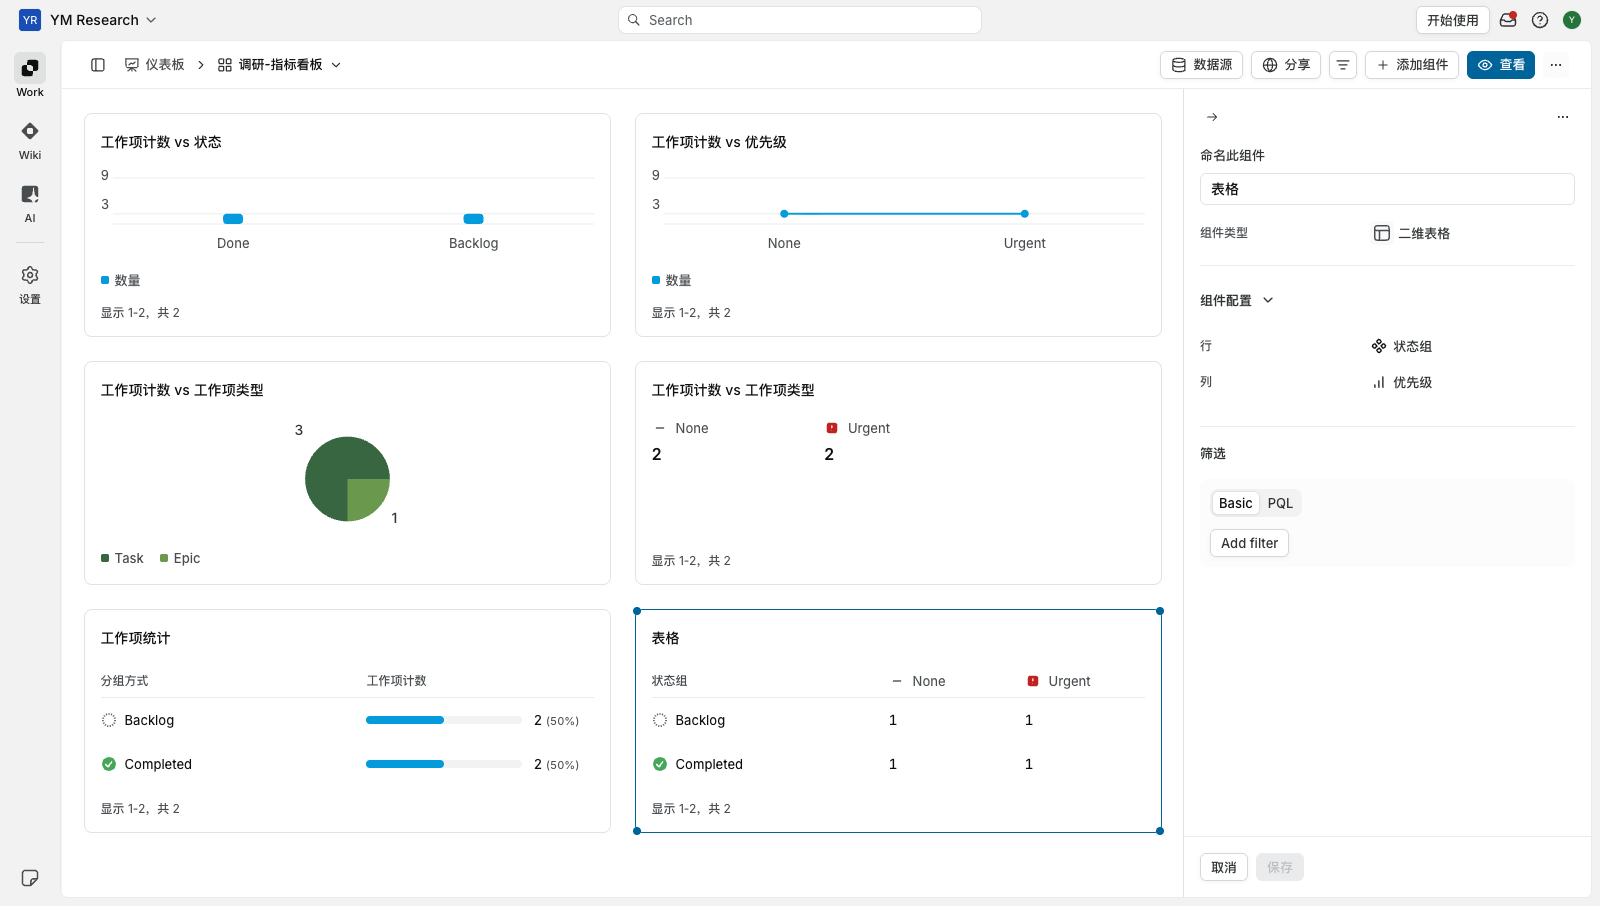 YR YM Research
Search
开始使用
Y
Work
Wiki
AI
设置
仪表板
调研-指标看板
数据源
分享
添加组件
查看
工作项计数 vs 状态
9
3
Done
Backlog
数量
显示 1-2，共 2
工作项计数 vs 优先级
9
3
None
Urgent
数量
显示 1-2，共 2
工作项计数 vs 工作项类型
3
1
Task
Epic
工作项计数 vs 工作项类型
None
Urgent
2
2
显示 1-2，共 2
工作项统计
分组方式
工作项计数
Backlog
2 (50%)
Completed
2 (50%)
显示 1-2，共 2
表格
状态组
None
Urgent
Backlog
1
1
Completed
1
1
显示 1-2，共 2
命名此组件
表格
组件类型
二维表格
组件配置
行
状态组
列
优先级
筛选
Basic
PQL
Add filter
取消
保存